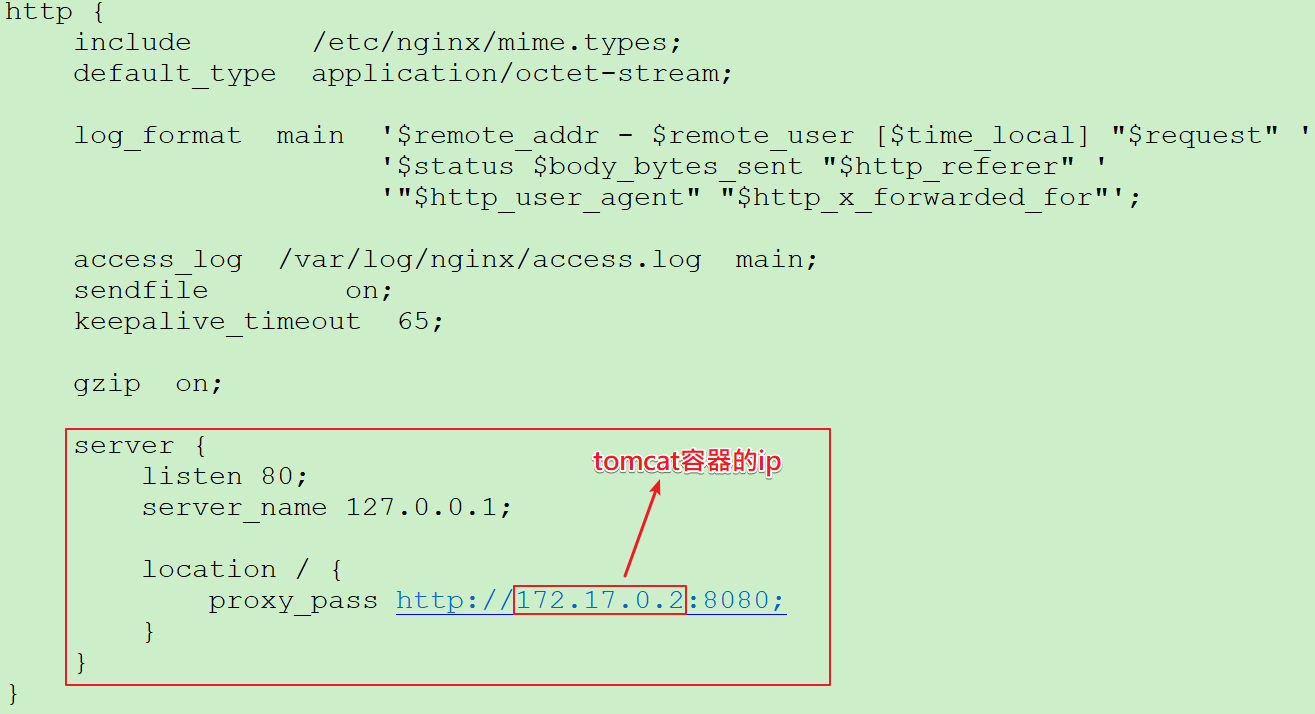 http {
    include       /etc/nginx/mime.types;
    default_type  application/octet-stream;
    log_format  main  '$remote_addr - $remote_user [$time_local] "$request" '
                      '$status $body_bytes_sent "$http_referer" '
                      '"$http_user_agent" "$http_x_forwarded_for"';
    access_log  /var/log/nginx/access.log  main;
    sendfile        on;
    keepalive_timeout  65;
    gzip  on;
    server {
tomcat容器的ip
        listen 80;
        server_name 127.0.0.1;
        location / {
            proxy_pass http://172.17.0.2:8080;
        }
    }
}